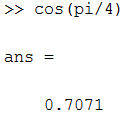 >> cos(pi/4)
ans =
0.7071